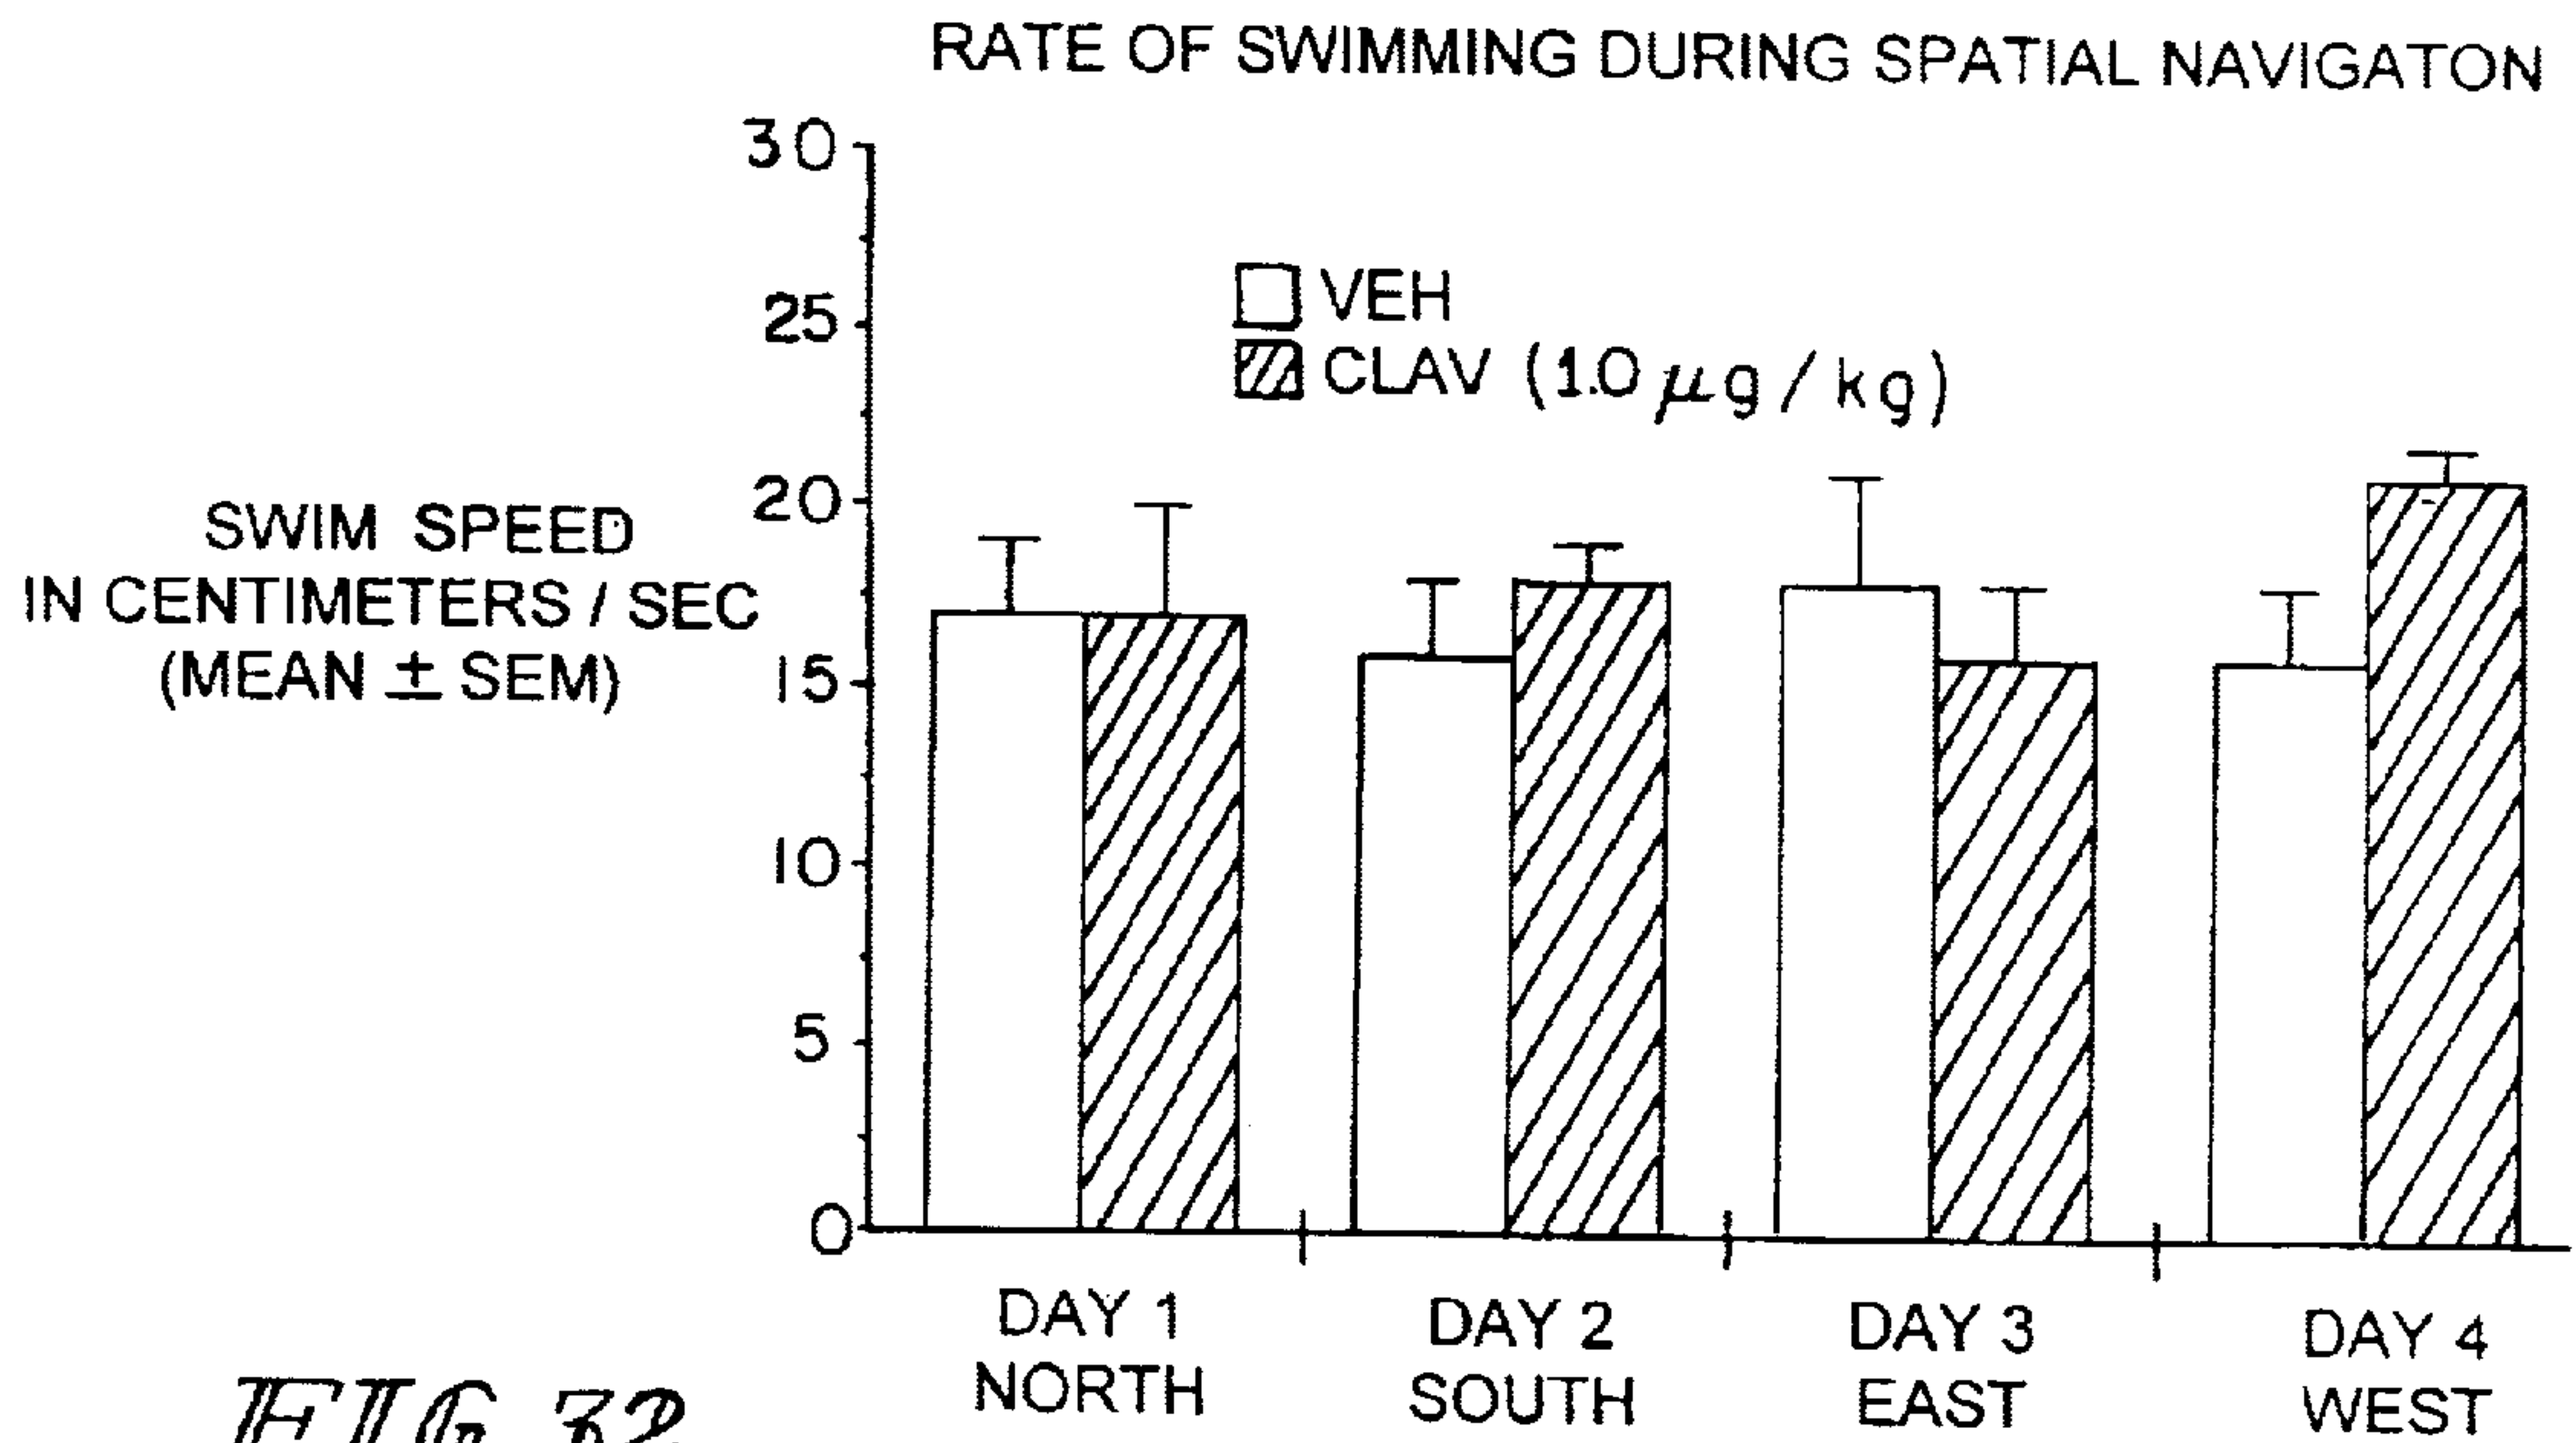 RATE OF SWIMMING DURING SPATIAL NAVIGATON
30
25
20
15
10
5
0
VEH
CLAV (1.0 μg / kg)
SWIM SPEED
IN CENTIMETERS / SEC
(MEAN ± SEM)
DAY 1
NORTH
DAY 2
SOUTH
DAY 3
EAST
DAY 4
WEST
FIG 32